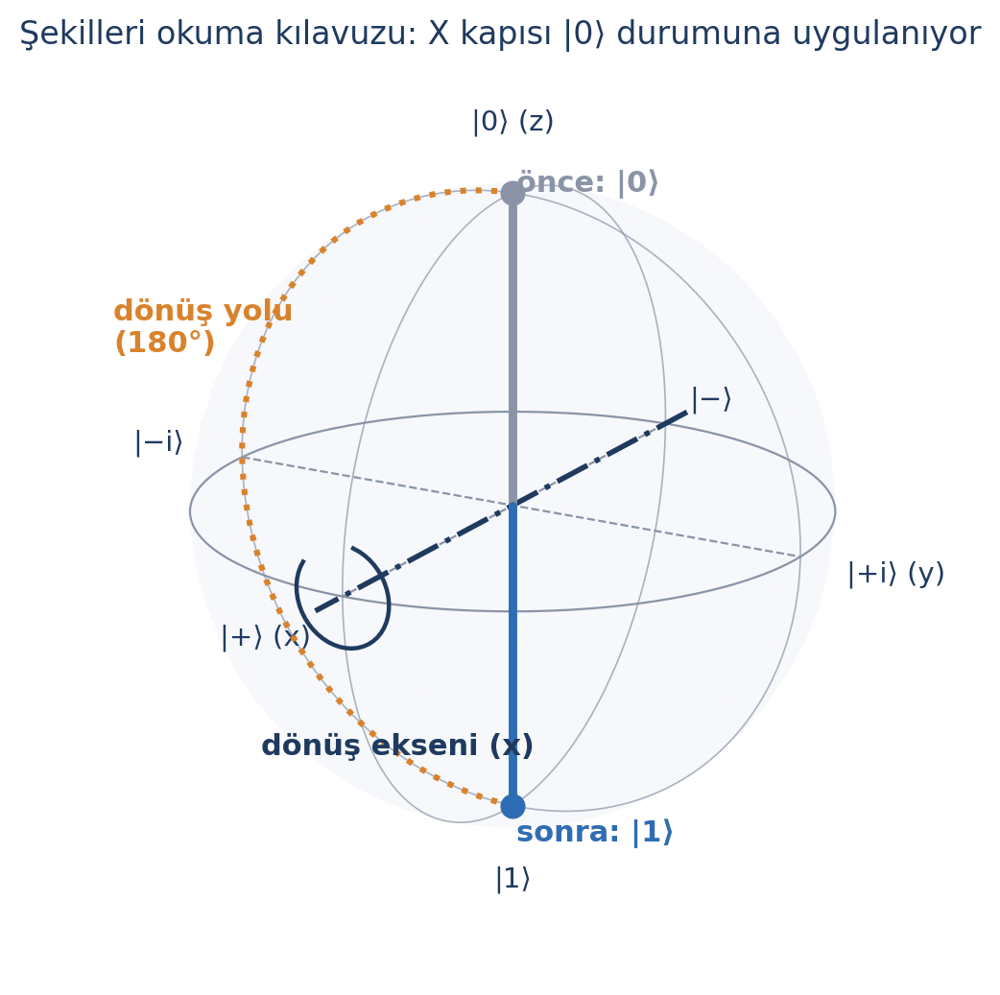 Şekilleri okuma kılavuzu: X kapısı |0⟩ durumuna uygulanıyor
|0⟩ (z)
önce: |0⟩
dönüş yolu
(180°)
|−⟩
|−i⟩
|+i⟩ (y)
|+⟩ (x)
dönüş ekseni (x)
sonra: |1⟩
|1⟩